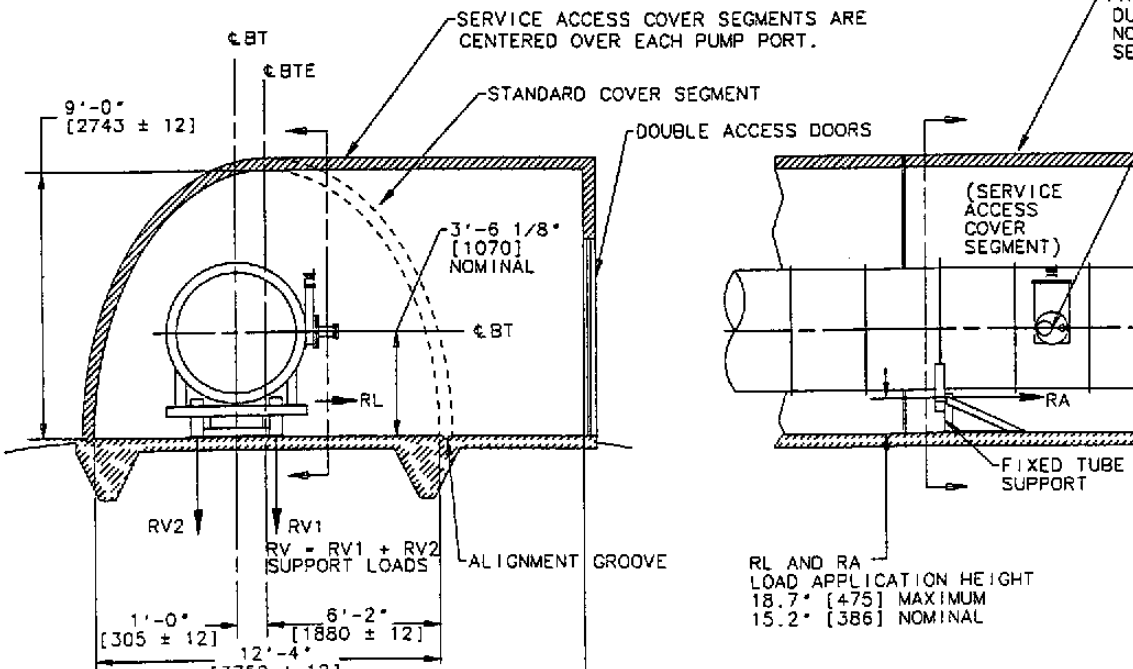 SERVICE ACCESS COVER SEGMENTS ARE
CENTERED OVER EACH PUMP PORT.
℄ BT
℄ BTE
9'-0"
[2743 ± 12]
STANDARD COVER SEGMENT
DOUBLE ACCESS DOORS
3'-6 1/8"
[1070]
NOMINAL
℄ BT
RL
RV2
RV1
RV = RV1 + RV2
SUPPORT LOADS
ALIGNMENT GROOVE
1'-0"
[305 ± 12]
6'-2"
[1880 ± 12]
12'-4"
DU
NO
SE
(SERVICE
ACCESS
COVER
SEGMENT)
RA
FIXED TUBE
SUPPORT
RL AND RA
LOAD APPLICATION HEIGHT
18.7" [475] MAXIMUM
15.2" [386] NOMINAL